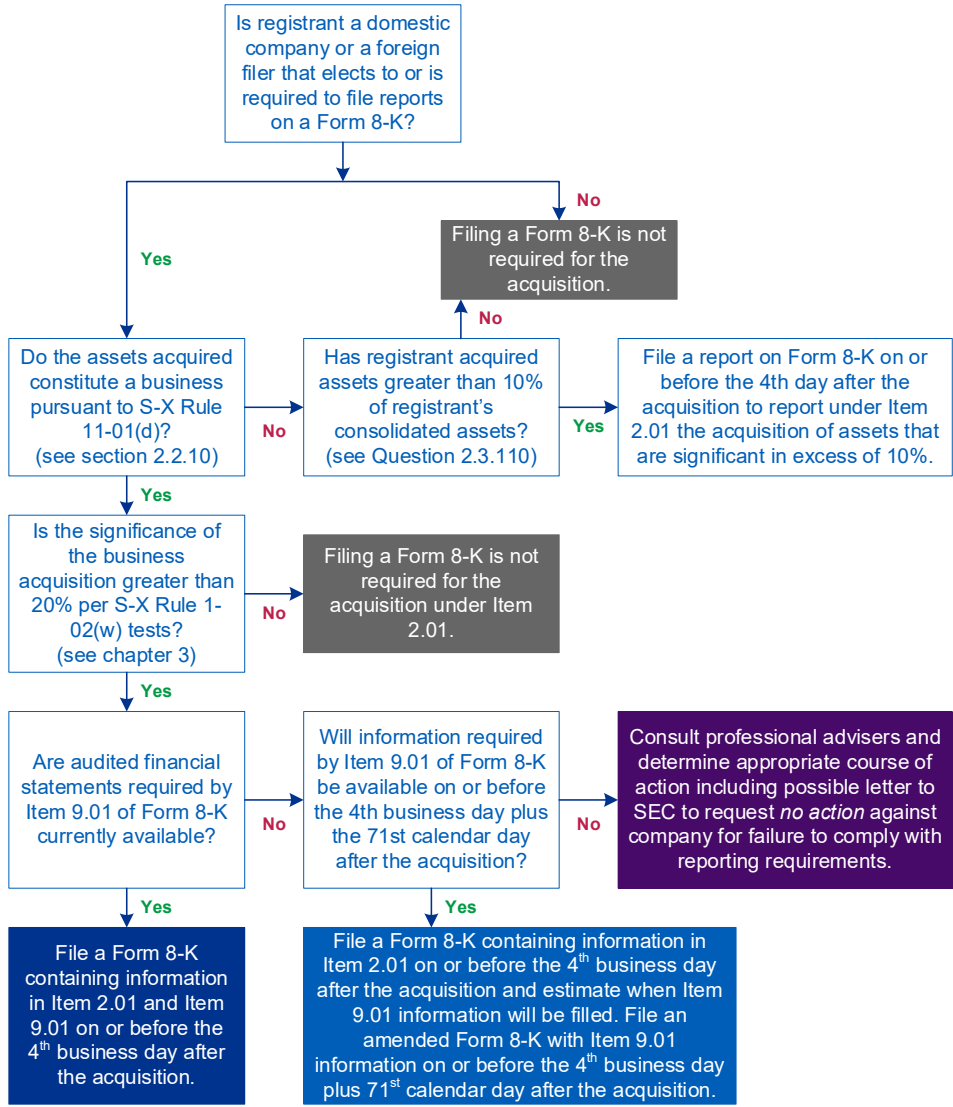 Is registrant a domestic
company or a foreign
filer that elects to or is
required to file reports
on a Form 8-K?
No
Yes
Filing a Form 8-K is not
required for the
acquisition.
No
Do the assets acquired
constitute a business
pursuant to S-X Rule
11-01(d)?
(see section 2.2.10)
No
Has registrant acquired
assets greater than 10%
of registrant's
consolidated assets?
(see Question 2.3.110)
Yes
File a report on Form 8-K on or
before the 4th day after the
acquisition to report under Item
2.01 the acquisition of assets that
are significant in excess of 10%.
Yes
Is the significance of
the business
acquisition greater than
20% per S-X Rule 1-
02(w) tests?
(see chapter 3)
No
Filing a Form 8-K is not
required for the
acquisition under Item
2.01.
Yes
Are audited financial
statements required by
Item 9.01 of Form 8-K
currently available?
No
Will information required
by Item 9.01 of Form 8-K
be available on or before
the 4th business day plus
the 71st calendar day
after the acquisition?
No
Consult professional advisers and
determine appropriate course of
action including possible letter to
SEC to request no action against
company for failure to comply with
reporting requirements.
Yes
Yes
File a Form 8-K
containing information
in Item 2.01 and Item
9.01 on or before the
4th business day after
the acquisition.
File a Form 8-K containing information in
Item 2.01 on or before the 4th business day
after the acquisition and estimate when Item
9.01 information will be filled. File an
amended Form 8-K with Item 9.01
information on or before the 4th business day
plus 71st calendar day after the acquisition.